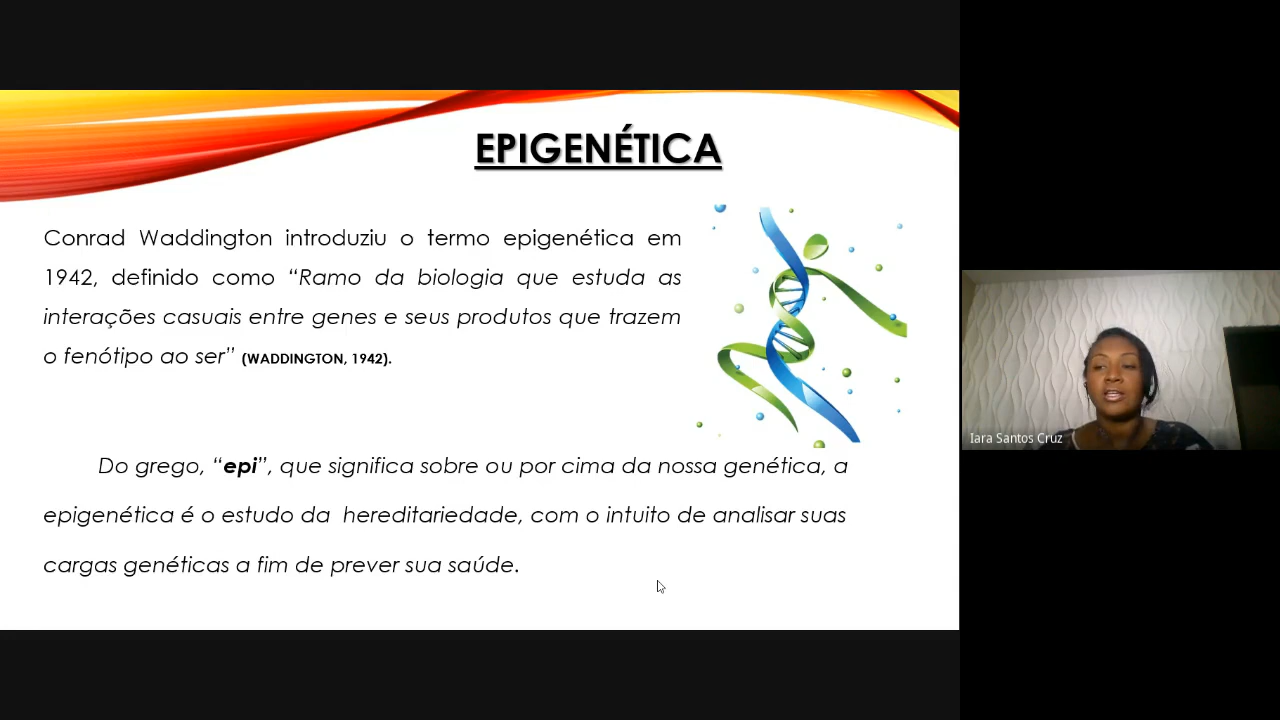 EPIGENÉTICA
Conrad Waddington introduziu o termo epigenética em
1942, definido como “Ramo da biologia que estuda as
interações casuais entre genes e seus produtos que trazem
o fenótipo ao ser” (WADDINGTON, 1942).
Do grego, “epi”, que significa sobre ou por cima da nossa genética, a
epigenética é o estudo da hereditariedade, com o intuito de analisar suas
cargas genéticas a fim de prever sua saúde.
Iara Santos Cruz